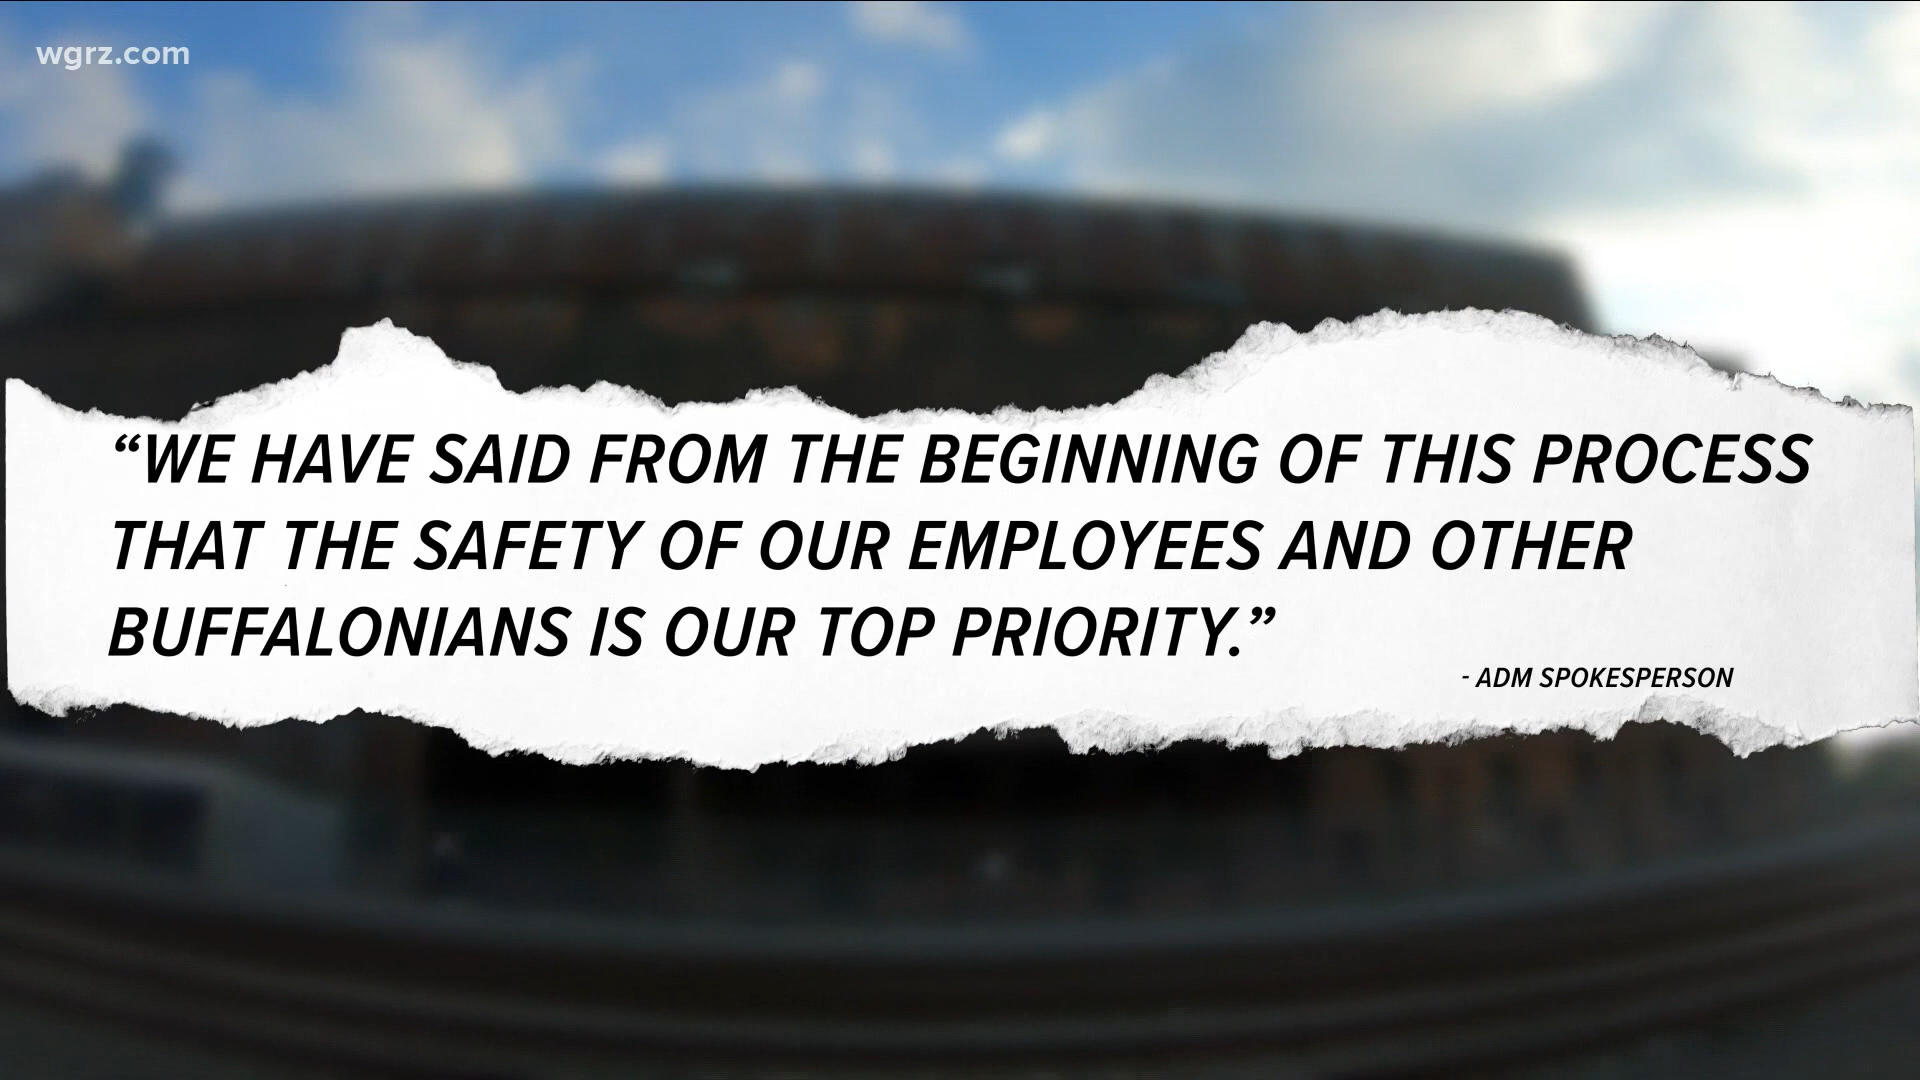 wgrz.com
“WE HAVE SAID FROM THE BEGINNING OF THIS PROCESS
THAT THE SAFETY OF OUR EMPLOYEES AND OTHER
BUFFALONIANS IS OUR TOP PRIORITY.”
- ADM SPOKESPERSON